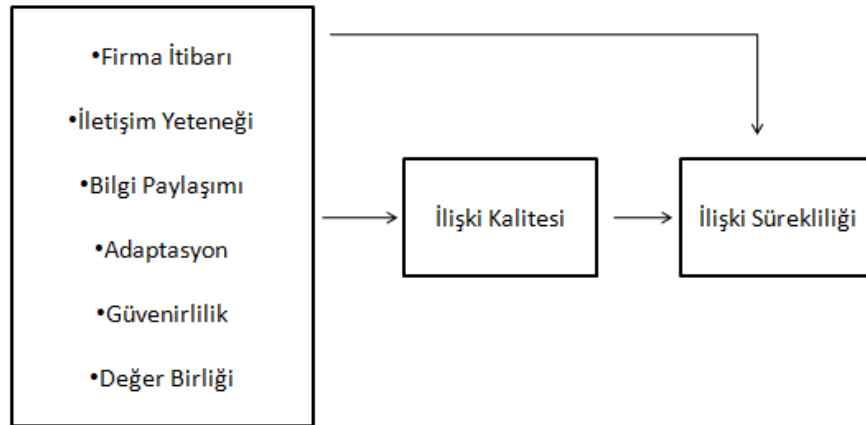 •Firma İtibarı
•İletişim Yeteneği
•Bilgi Paylaşımı
•Adaptasyon
•Güvenirlilik
•Değer Birliği
İlişki Kalitesi
İlişki Sürekliliği